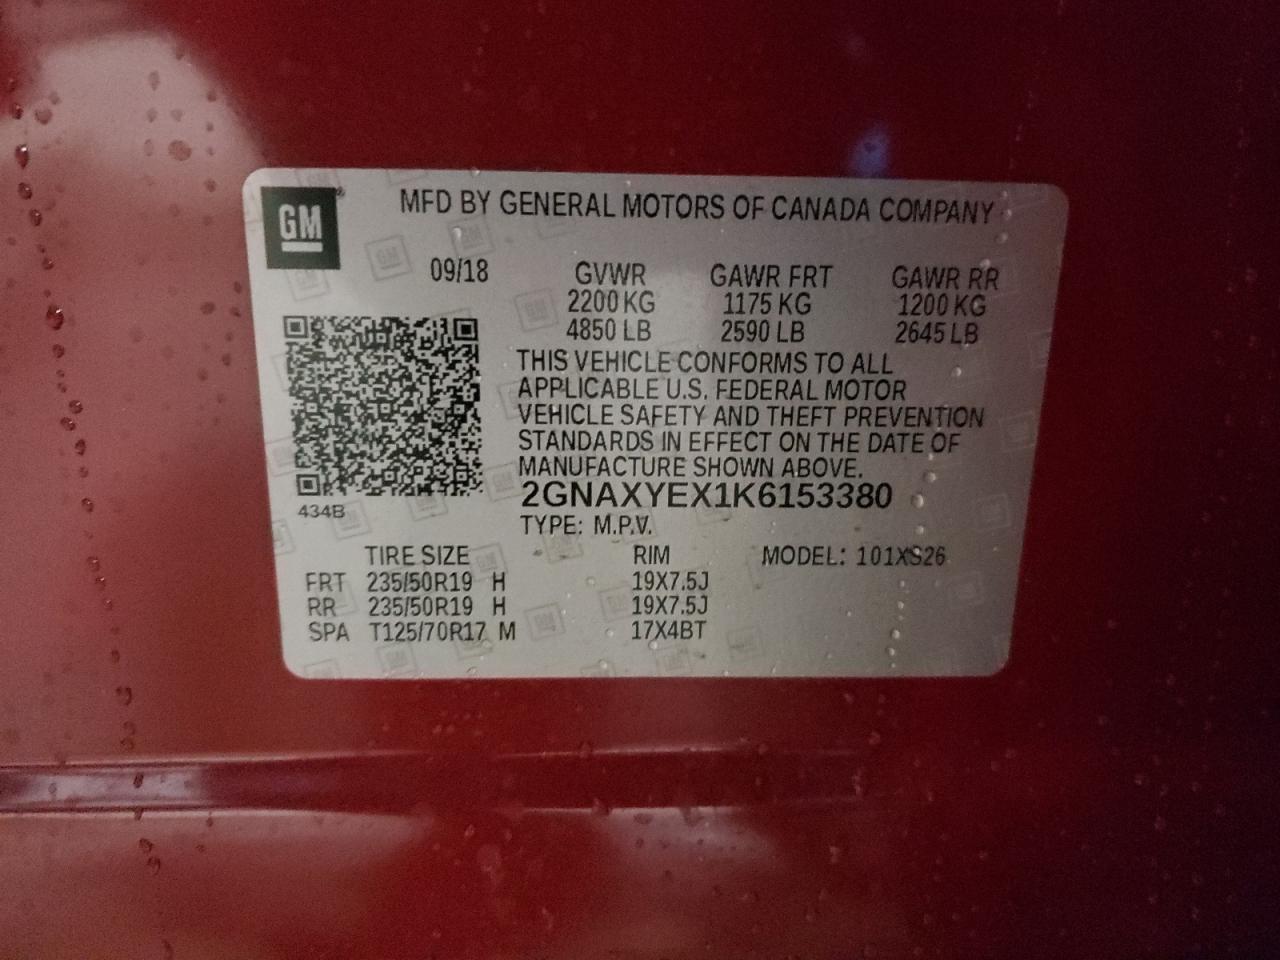 GM
MFD BY GENERAL MOTORS OF CANADA COMPANY
09/18 GVWR GAWR FRT GAWR RR
2200 KG 1175 KG 1200 KG
4850 LB 2590 LB 2645 LB
THIS VEHICLE CONFORMS TO ALL
APPLICABLE U.S. FEDERAL MOTOR
VEHICLE SAFETY AND THEFT PREVENTION
STANDARDS IN EFFECT ON THE DATE OF
MANUFACTURE SHOWN ABOVE.
2GNAXYEX1K6153380
434B
TYPE: M.P.V.
TIRE SIZE RIM MODEL: 101XS26
FRT 235/50R19 H 19X7.5J
RR 235/50R19 H 19X7.5J
SPA T125/70R17 M 17X4BT